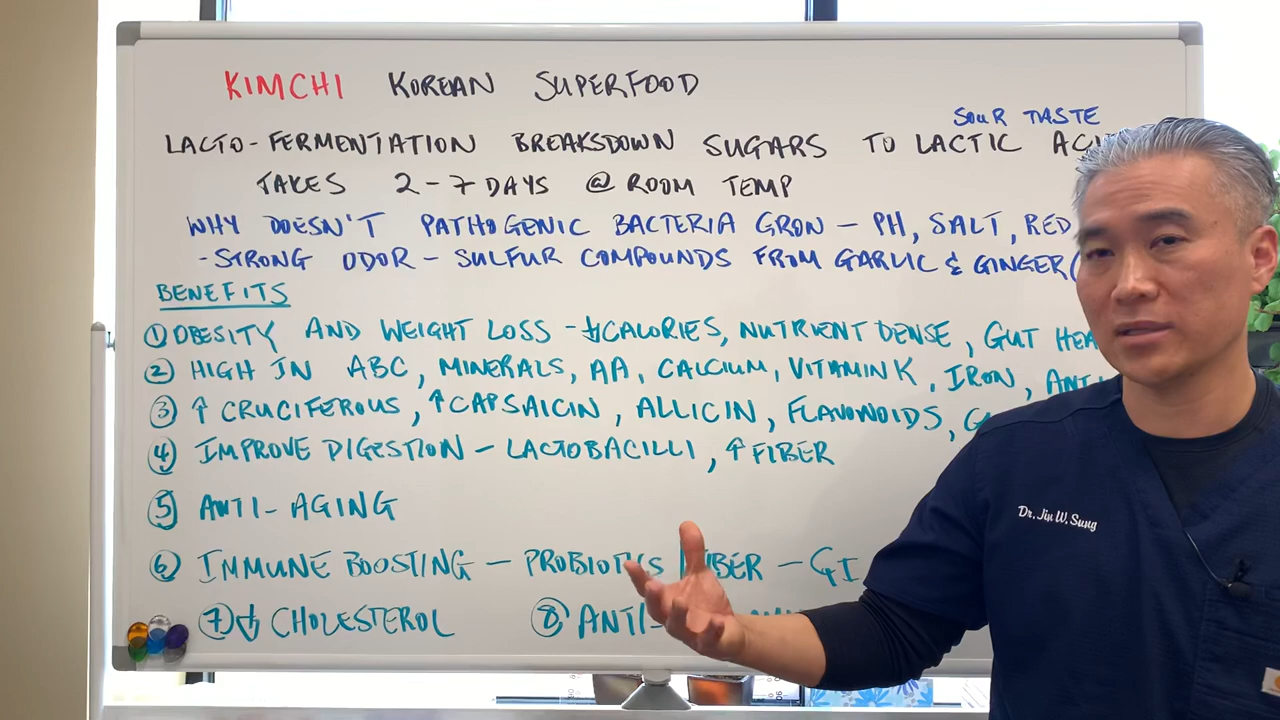 KIMCHI KOREAN SUPERFOOD
SOUR TASTE
LACTO-FERMENTATION BREAKSDOWN SUGARS TO LACTIC
TAKES 2-7 DAYS @ ROOM TEMP
WHY DOESN'T PATHOGENIC BACTERIA GROW - PH, SALT, RED
- STRONG ODOR - SULFUR COMPOUNDS FROM GARLIC & GINGER (
BENEFITS
① OBESITY AND WEIGHT LOSS - ↓CALORIES, NUTRIENT DENSE, GUT
② HIGH IN ABC, MINERALS, AA, CALCIUM, VITAMIN K, IRON,
③ ↑ CRUCIFEROUS, ↑CAPSAICIN, ALLICIN, FLAVONOIDS,
④ IMPROVE DIGESTION - LACTOBACILLI, ↑ FIBER
⑤ ANTI-AGING
⑥ IMMUNE BOOSTING - PROBIOTICS FIBER - GI
⑦ ↓ CHOLESTEROL ⑧ ANTI-
Dr. Jin W. Sung